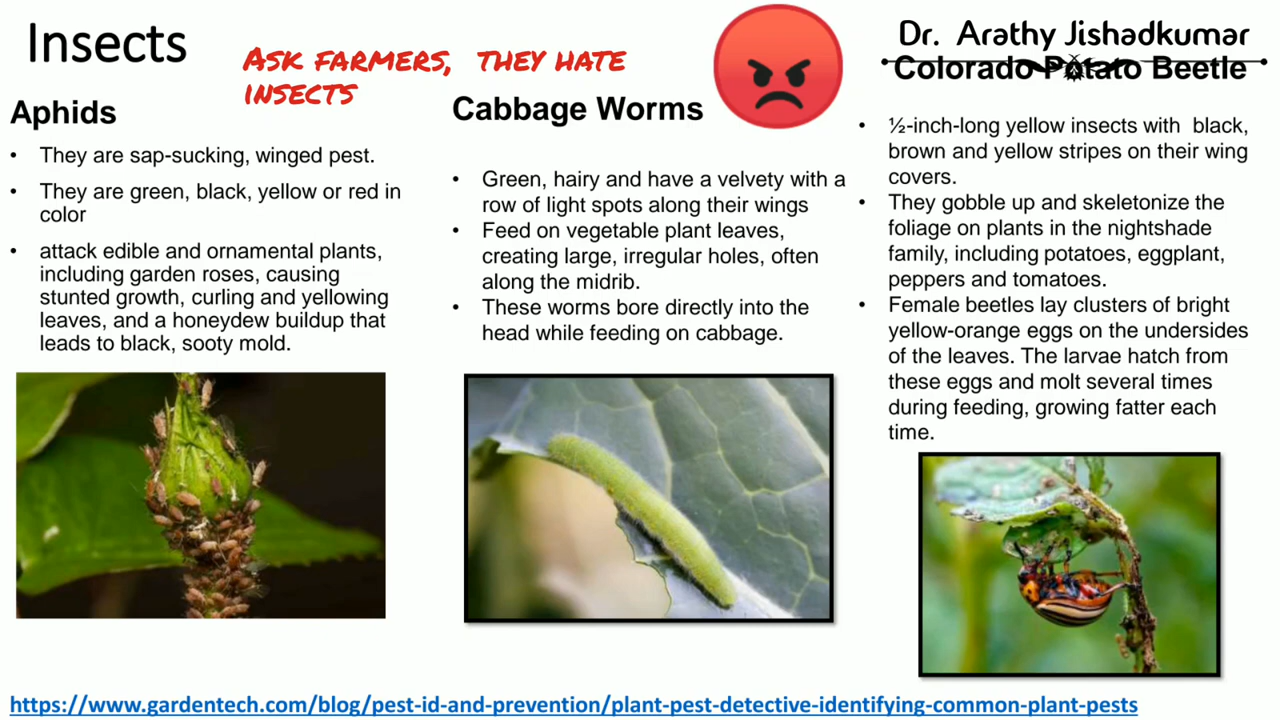 Insects
ASK FARMERS, THEY HATE
INSECTS
Dr. Arathy Jishadkumar
Aphids
• They are sap-sucking, winged pest.
• They are green, black, yellow or red in
color
• attack edible and ornamental plants,
including garden roses, causing
stunted growth, curling and yellowing
leaves, and a honeydew buildup that
leads to black, sooty mold.
Cabbage Worms
• Green, hairy and have a velvety with a
row of light spots along their wings
• Feed on vegetable plant leaves,
creating large, irregular holes, often
along the midrib.
• These worms bore directly into the
head while feeding on cabbage.
Colorado Potato Beetle
• ½-inch-long yellow insects with black,
brown and yellow stripes on their wing
covers.
• They gobble up and skeletonize the
foliage on plants in the nightshade
family, including potatoes, eggplant,
peppers and tomatoes.
• Female beetles lay clusters of bright
yellow-orange eggs on the undersides
of the leaves. The larvae hatch from
these eggs and molt several times
during feeding, growing fatter each
time.
https://www.gardentech.com/blog/pest-id-and-prevention/plant-pest-detective-identifying-common-plant-pests